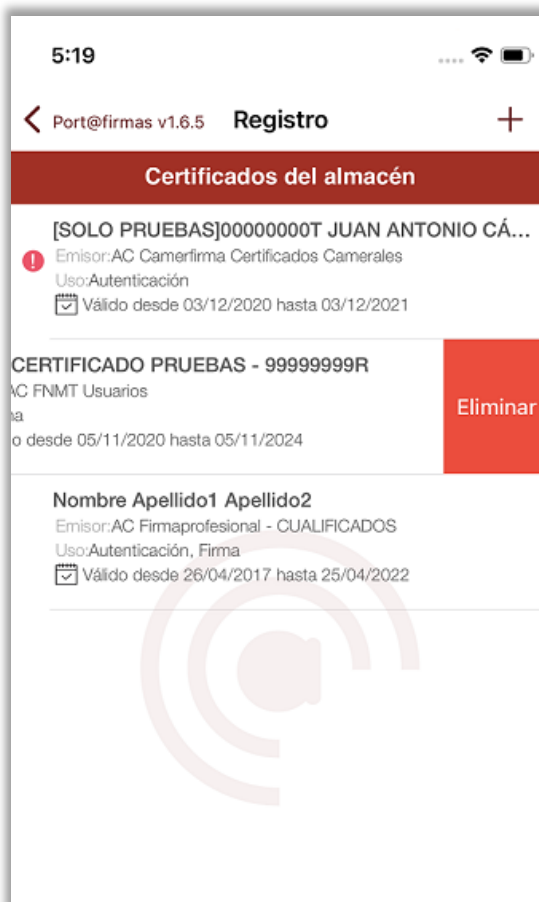 5:19
Port@firmas v1.6.5 Registro
Certificados del almacén
[SOLO PRUEBAS]00000000T JUAN ANTONIO CÁ...
Emisor:AC Camerfirma Certificados Camerales
Uso:Autenticación
Válido desde 03/12/2020 hasta 03/12/2021
CERTIFICADO PRUEBAS - 99999999R
AC FNMT Usuarios
Eliminar
o desde 05/11/2020 hasta 05/11/2024
Nombre Apellido1 Apellido2
Emisor:AC Firmaprofesional - CUALIFICADOS
Uso:Autenticación, Firma
Válido desde 26/04/2017 hasta 25/04/2022